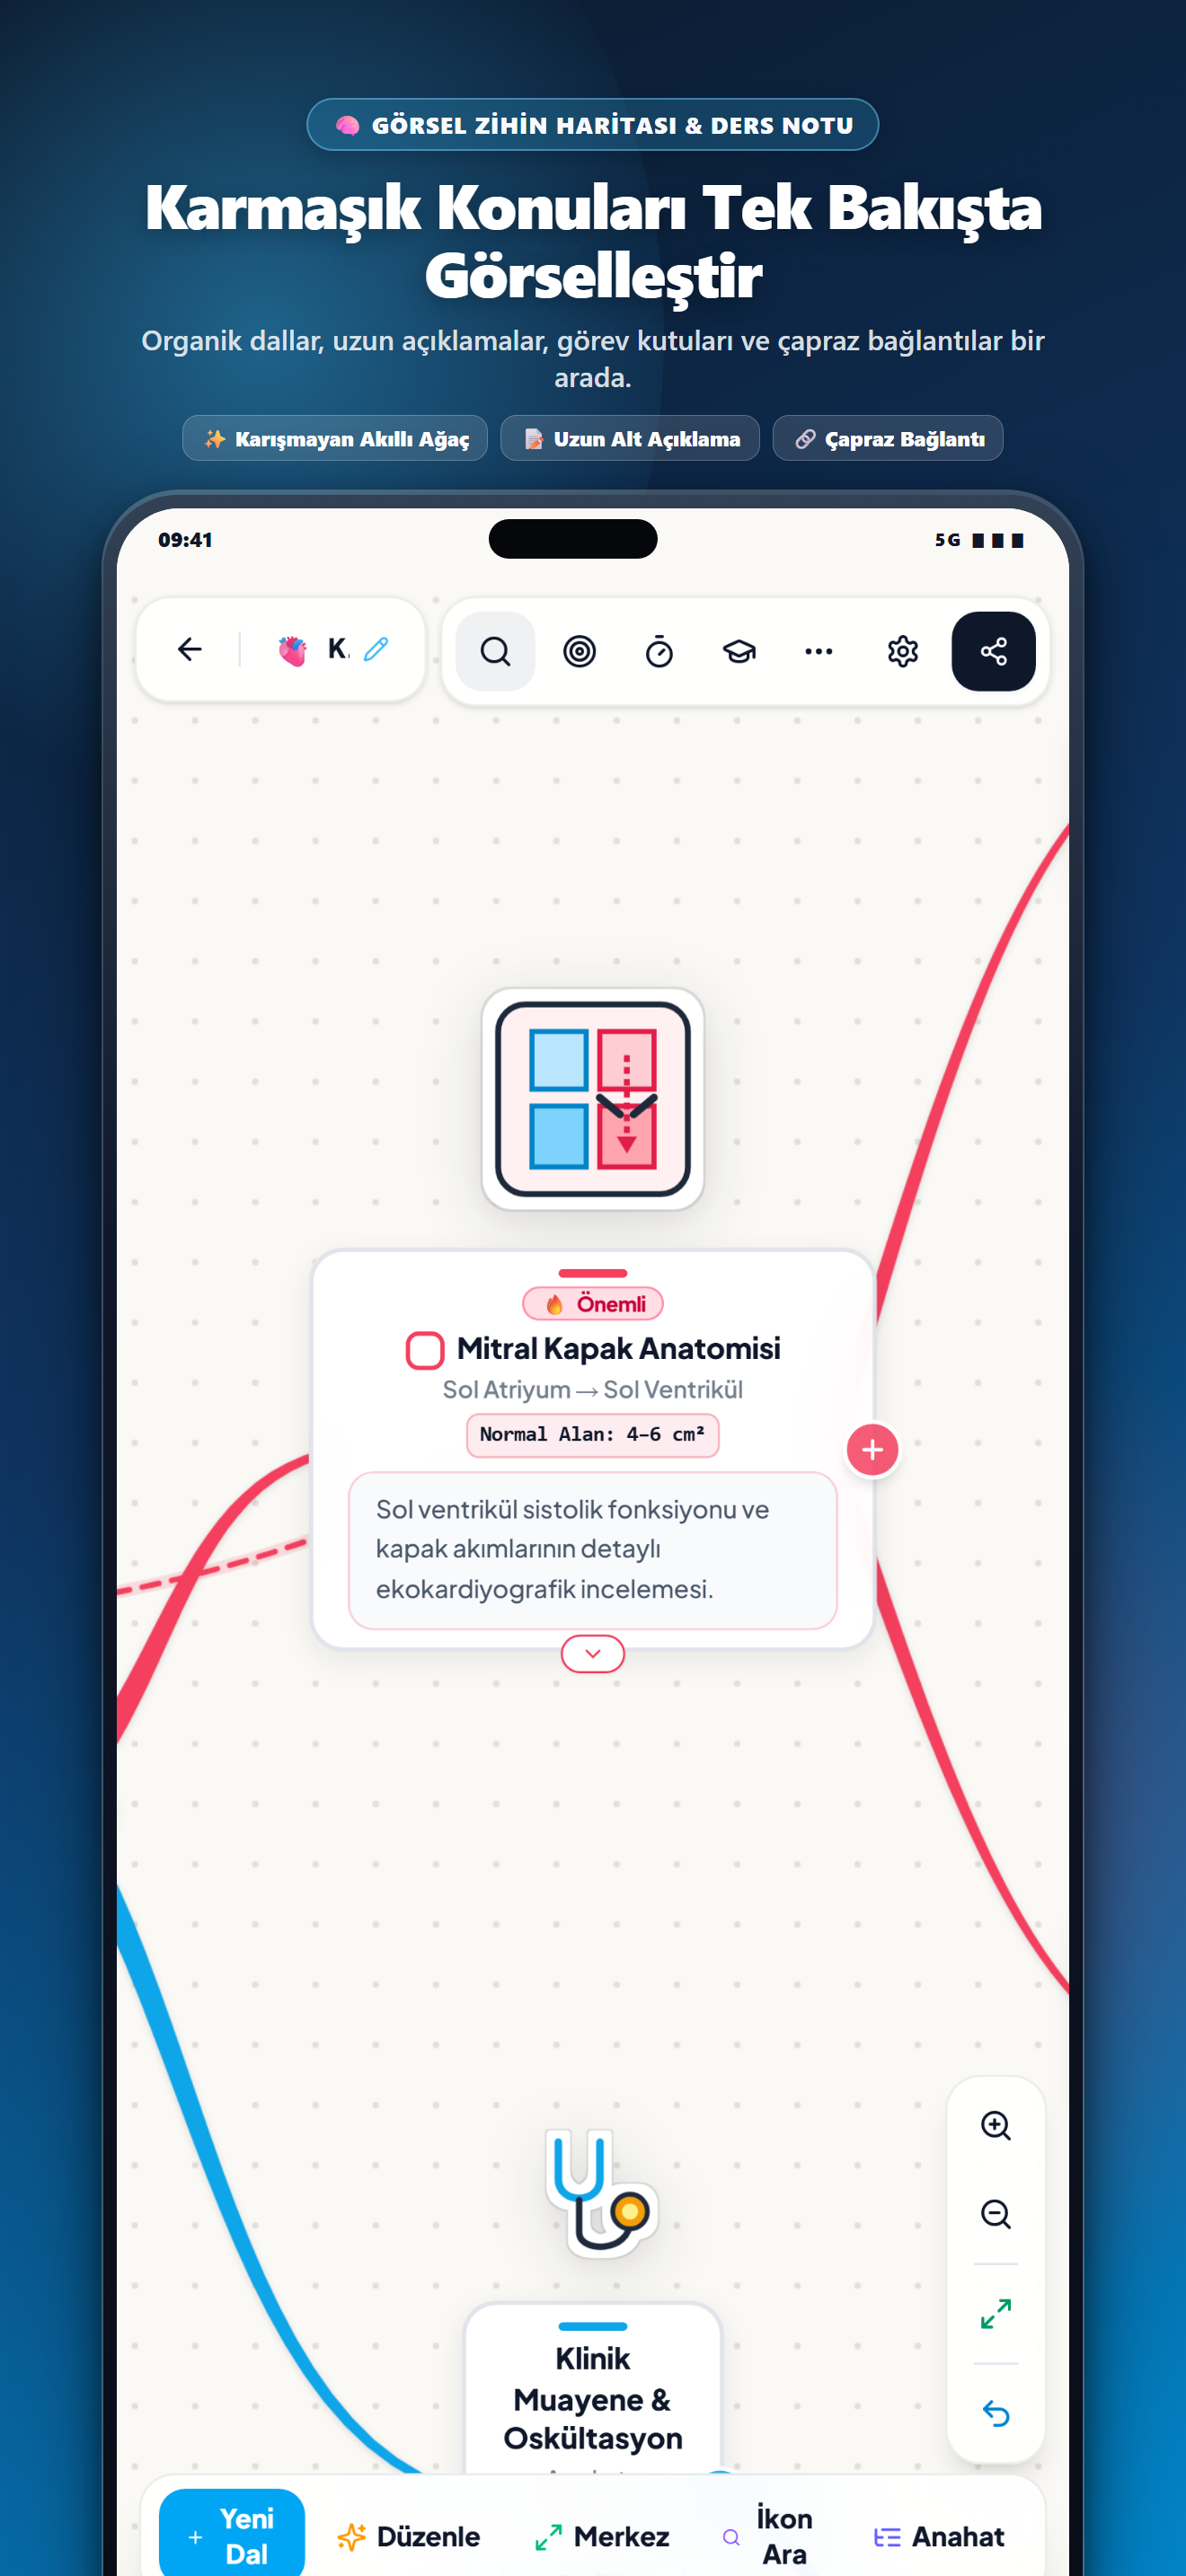 🧠 GÖRSEL ZİHİN HARİTASI & DERS NOTU
Karmaşık Konuları Tek Bakışta
Görselleştir
Organik dallar, uzun açıklamalar, görev kutuları ve çapraz bağlantılar bir
arada.
✨ Karışmayan Akıllı Ağaç 📝 Uzun Alt Açıklama 🔗 Çapraz Bağlantı
09:41 5G
K.
🔥 Önemli
Mitral Kapak Anatomisi
Sol Atriyum → Sol Ventrikül
Normal Alan: 4-6 cm²
Sol ventrikül sistolik fonksiyonu ve
kapak akımlarının detaylı
ekokardiyografik incelemesi.
Klinik
Muayene &
Oskültasyon
+ Yeni Dal Düzenle Merkez İkon Ara Anahat